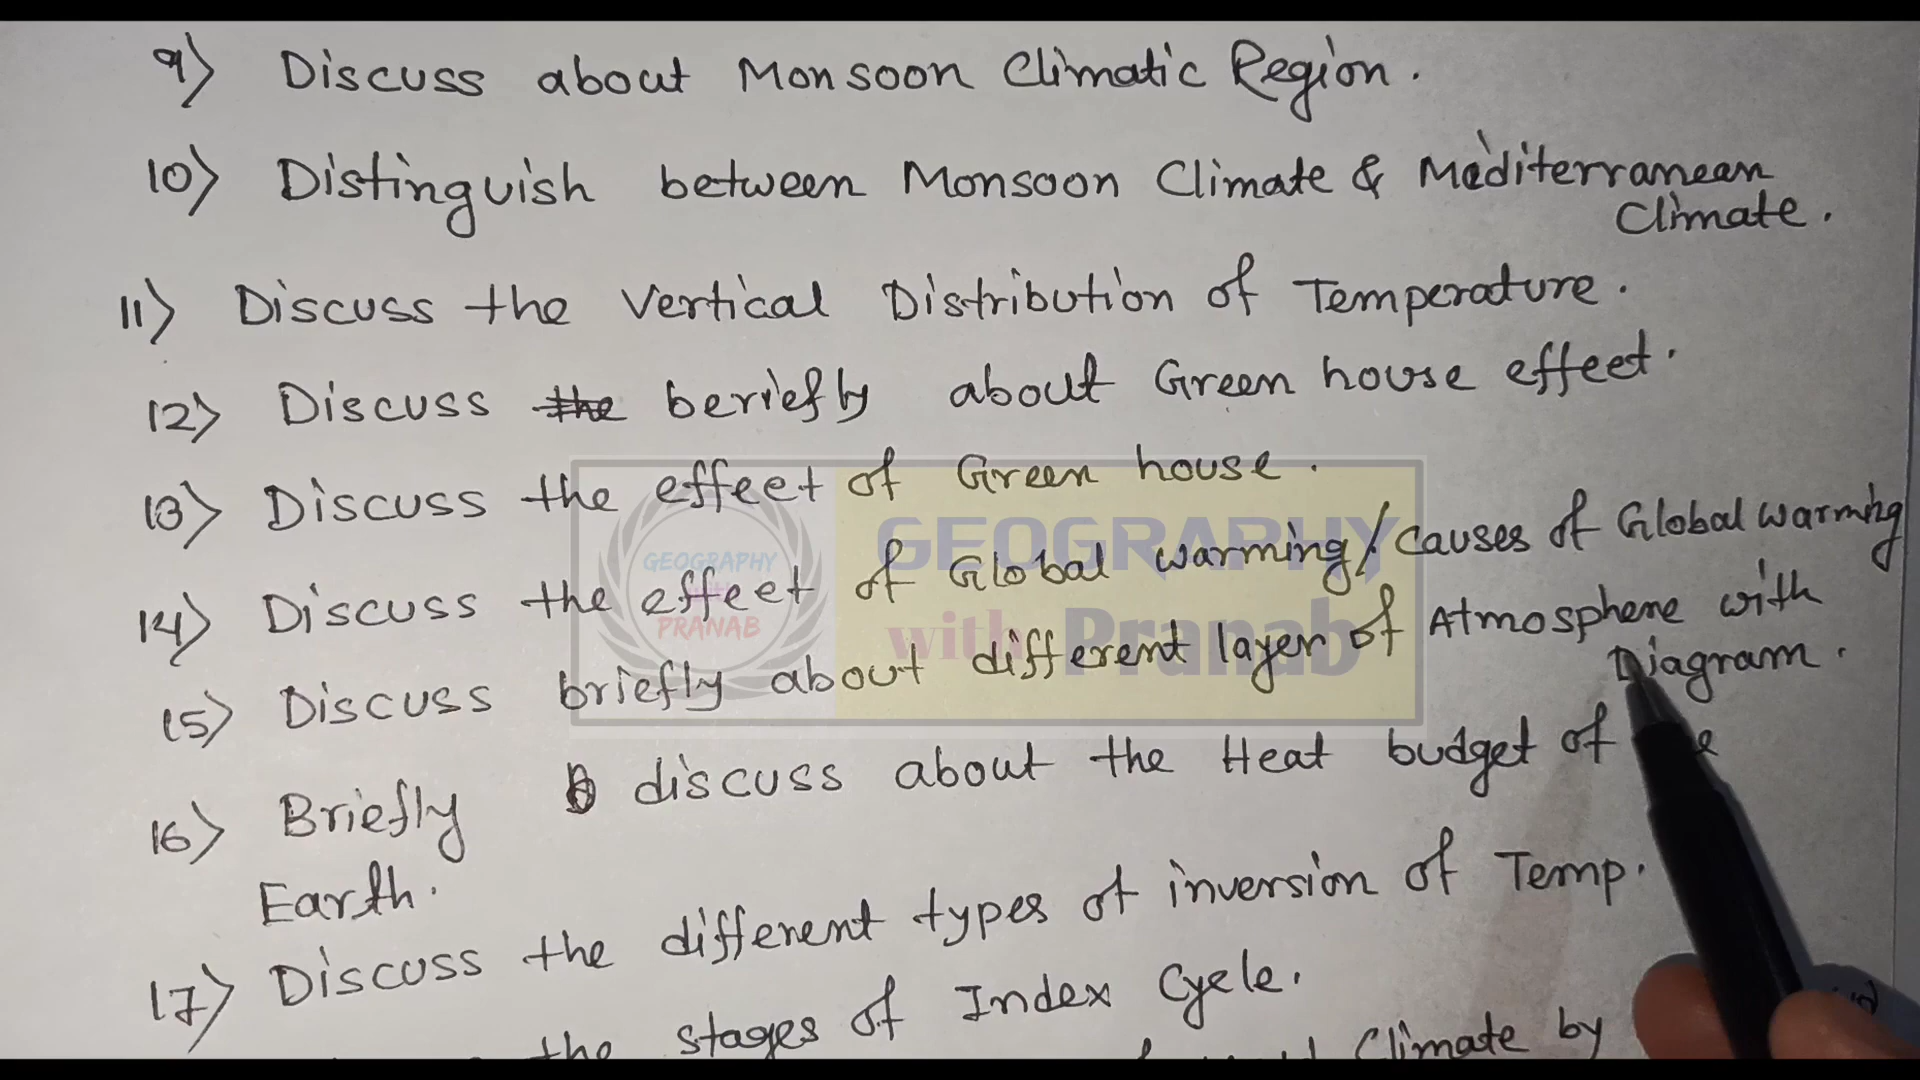 9) Discuss about Monsoon Climatic Region.
10) Distinguish between Monsoon Climate & Mediterranean
Climate.
11) Discuss the Vertical Distribution of Temperature.
12) Discuss the beriefly about Green house effect.
13) Discuss the effect of Green house.
14) Discuss the effect of Global warming/causes of Global warming
15) Discuss briefly about different layer of Atmosphere with
Diagram.
16) Briefly discuss about the Heat budget of
Earth.
17) Discuss the different types of inversion of Temp.
the stages of Index Cycle.
Climate by
GEOGRAPHY
PRANAB
GEOGRAPHY
with Pranab